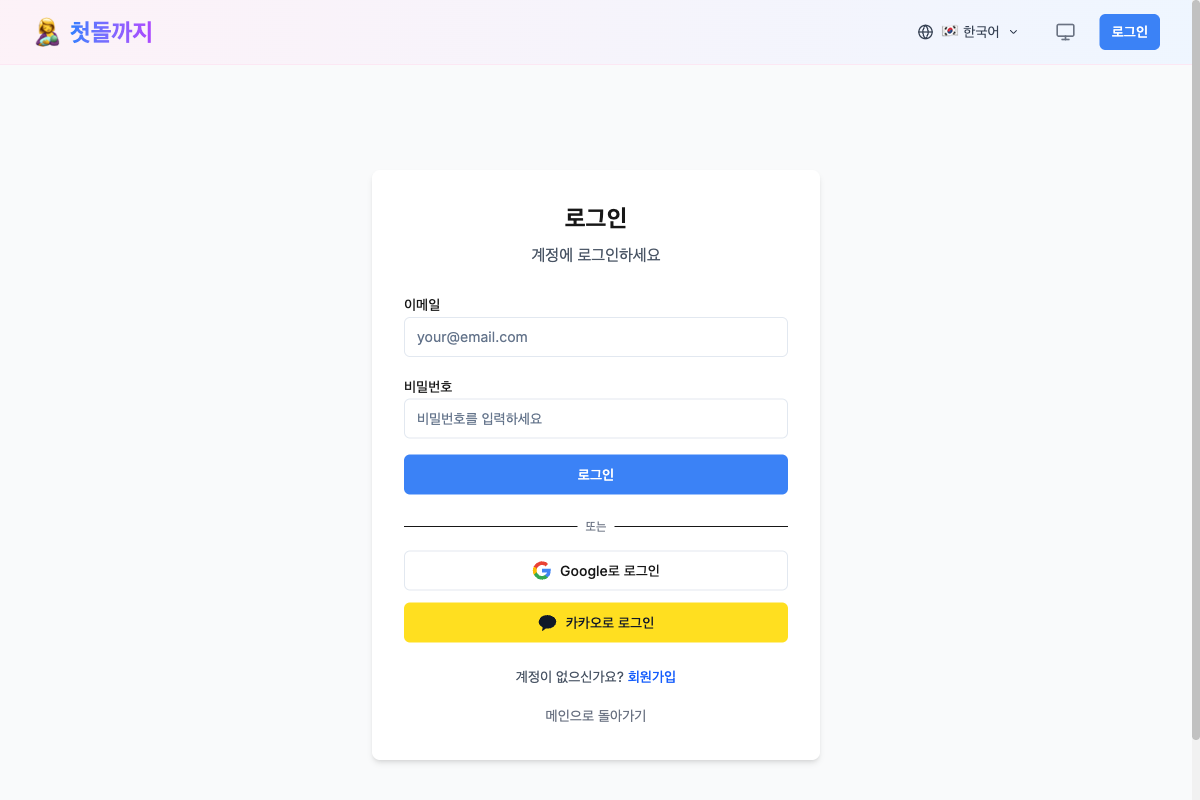 첫돌까지
한국어
로그인
로그인
계정에 로그인하세요
이메일
your@email.com
비밀번호
비밀번호를 입력하세요
로그인
또는
Google로 로그인
카카오로 로그인
계정이 없으신가요? 회원가입
메인으로 돌아가기